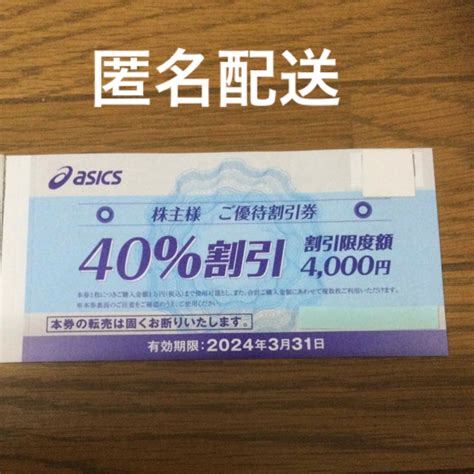 匿名配送
asics
株主様 ご優待割引券
40%割引 割引限度額 4,000円
本券の転売は固くお断りいたします。
有効期限：2024年3月31日